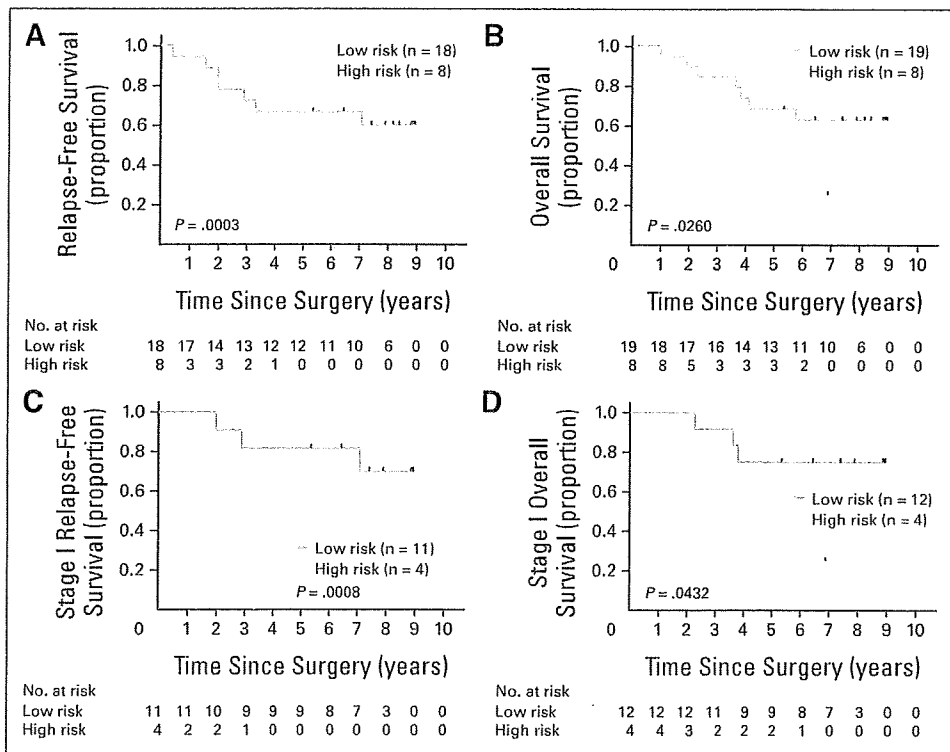 A
Relapse-Free Survival
(proportion)
1.0
0.8
0.6
0.4
0.2
Low risk (n = 18)
High risk (n = 8)
P = .0003
0 1 2 3 4 5 6 7 8 9 10
Time Since Surgery (years)
No. at risk
Low risk 18 17 14 13 12 12 11 10 6 0 0
High risk 8 3 3 2 1 0 0 0 0 0 0
B
Overall Survival
(proportion)
1.0
0.8
0.6
0.4
0.2
Low risk (n = 19)
High risk (n = 8)
P = .0260
0 1 2 3 4 5 6 7 8 9 10
Time Since Surgery (years)
No. at risk
Low risk 19 18 17 16 14 13 11 10 6 0 0
High risk 8 8 5 3 3 3 2 0 0 0 0
C
Stage I Relapse-Free
Survival (proportion)
1.0
0.8
0.6
0.4
0.2
Low risk (n = 11)
High risk (n = 4)
P = .0008
0 1 2 3 4 5 6 7 8 9 10
Time Since Surgery (years)
No. at risk
Low risk 11 11 10 9 9 9 8 7 3 0 0
High risk 4 2 2 1 0 0 0 0 0 0 0
D
Stage I Overall
Survival (proportion)
1.0
0.8
0.6
0.4
0.2
Low risk (n = 12)
High risk (n = 4)
P = .0432
0 1 2 3 4 5 6 7 8 9 10
Time Since Surgery (years)
No. at risk
Low risk 12 12 12 11 9 9 8 7 3 0 0
High risk 4 4 3 2 2 2 1 0 0 0 0